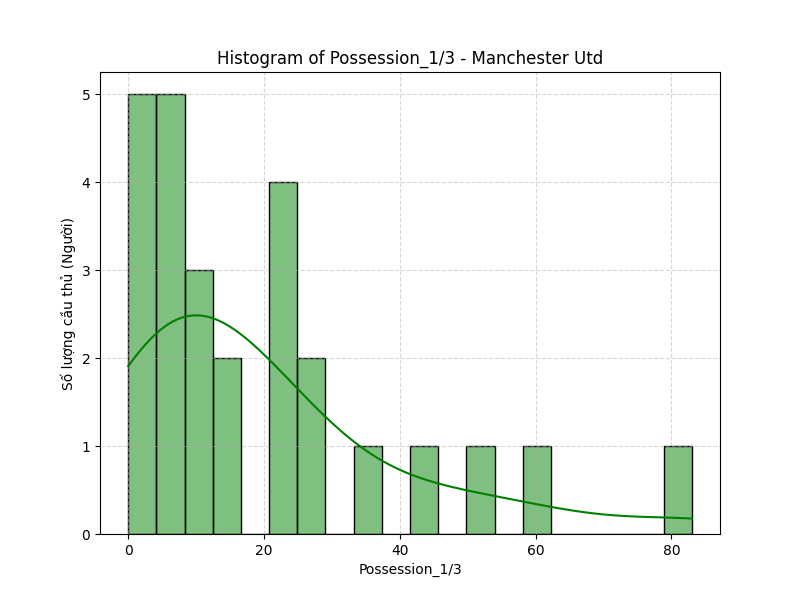 Histogram of Possession_1/3 - Manchester Utd
5
4
3
2
1
0
Số lượng cầu thủ (Người)
0 20 40 60 80
Possession_1/3